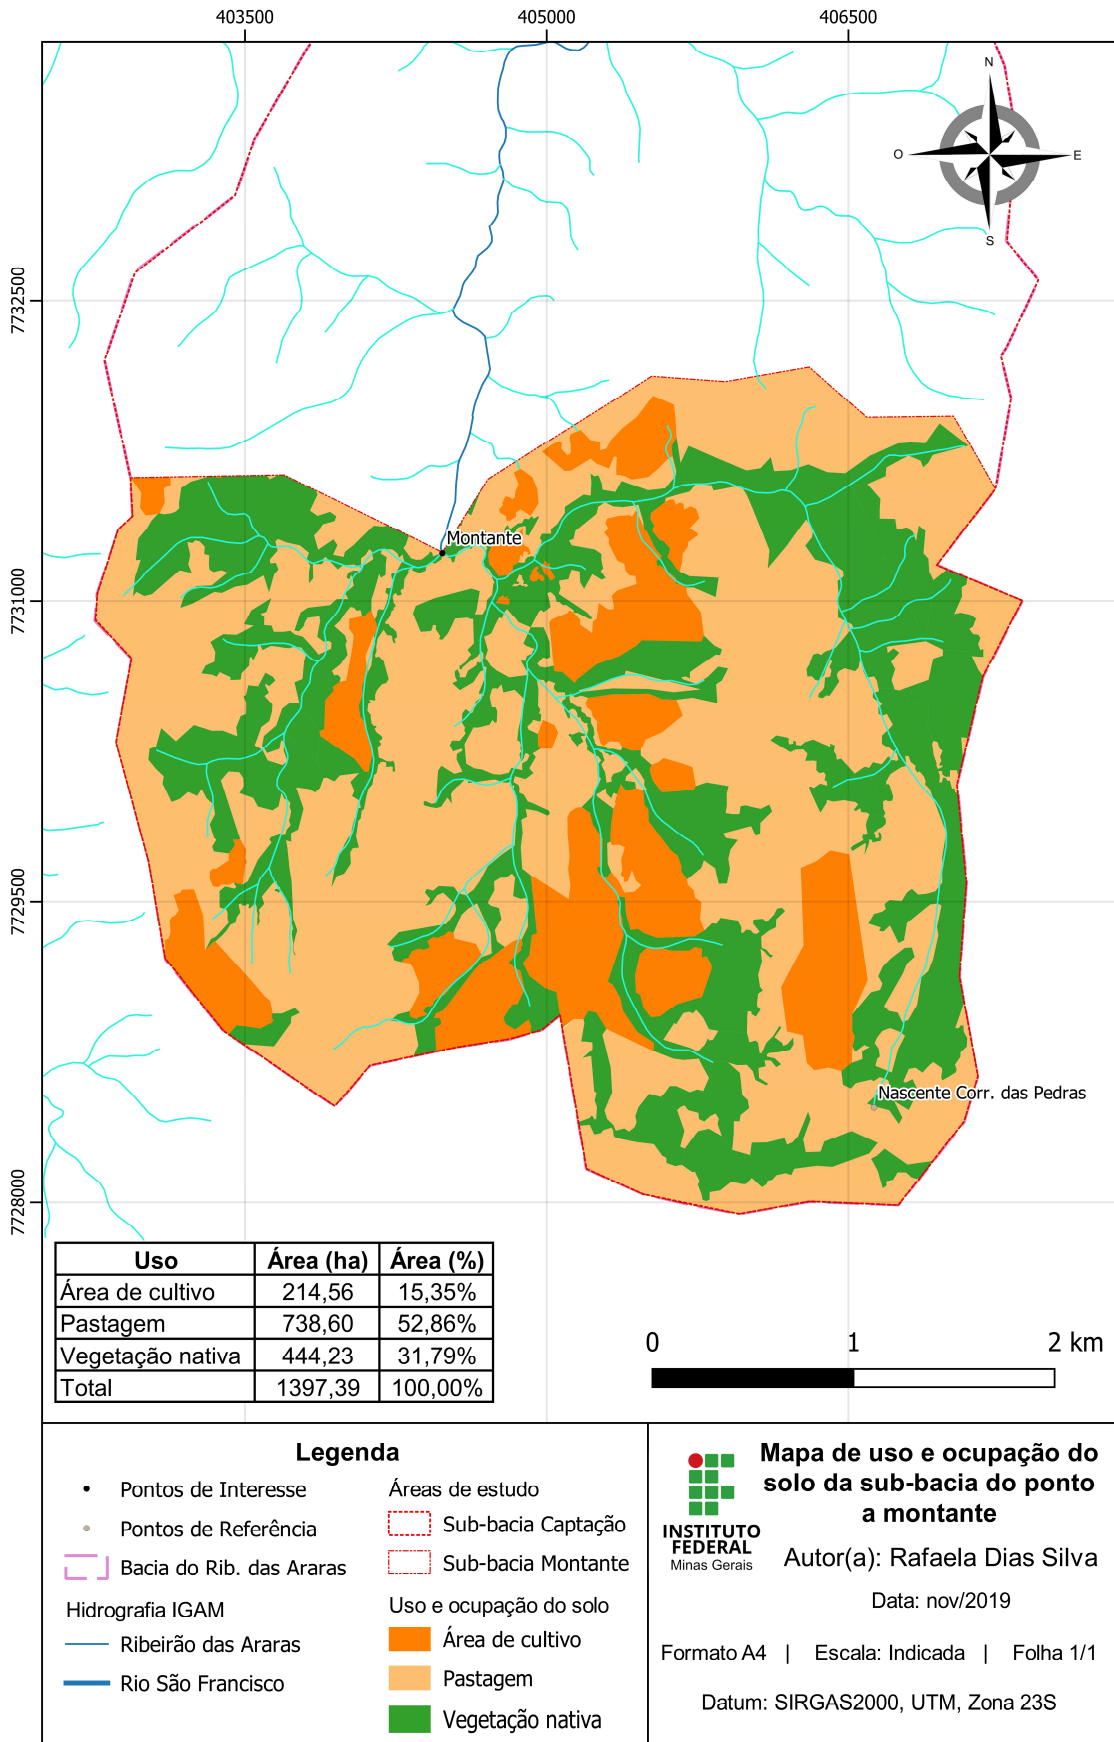 403500 405000 406500
N
O E
S
7732500
Montante
7731000
7729500
Nascente Corr. das Pedras
7728000
Uso Área (ha) Área (%)
Área de cultivo 214,56 15,35%
Pastagem 738,60 52,86%
Vegetação nativa 444,23 31,79%
Total 1397,39 100,00%
0 1 2 km
Legenda
Pontos de Interesse
Pontos de Referência
Bacia do Rib. das Araras
Hidrografia IGAM
Ribeirão das Araras
Rio São Francisco
Áreas de estudo
Sub-bacia Captação
Sub-bacia Montante
Uso e ocupação do solo
Área de cultivo
Pastagem
Vegetação nativa
INSTITUTO
FEDERAL
Minas Gerais
Mapa de uso e ocupação do
solo da sub-bacia do ponto
a montante
Autor(a): Rafaela Dias Silva
Data: nov/2019
Formato A4 | Escala: Indicada | Folha 1/1
Datum: SIRGAS2000, UTM, Zona 23S